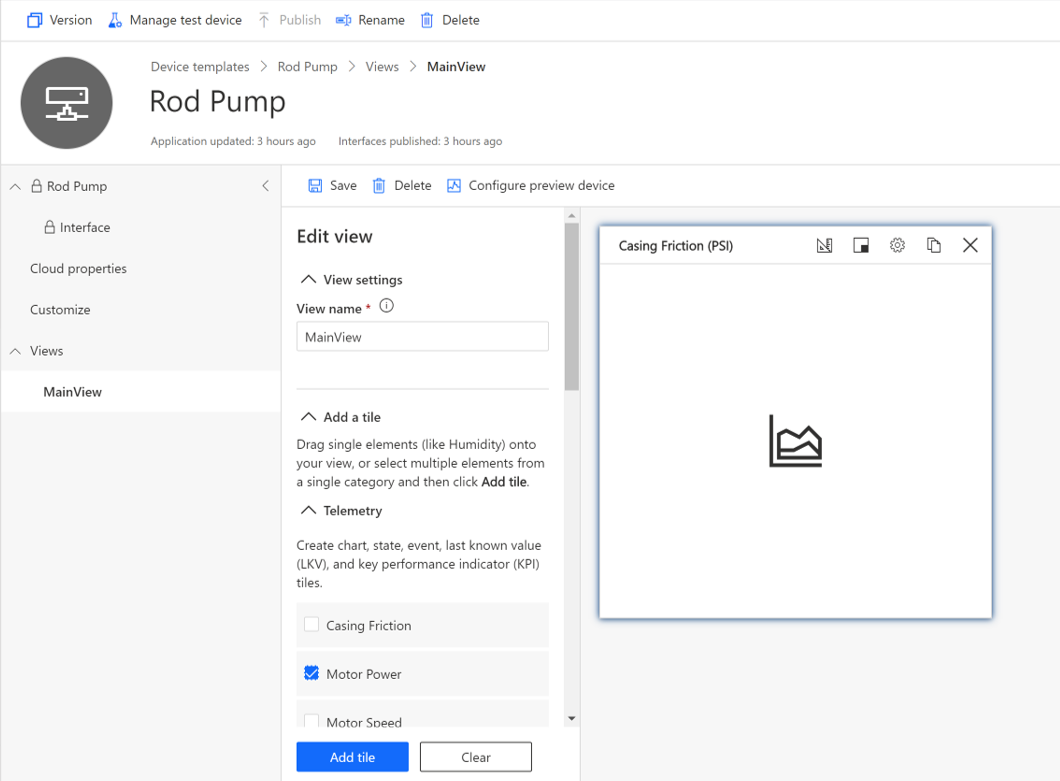 Version Manage test device Publish Rename Delete
Device templates > Rod Pump > Views > MainView
Rod Pump
Application updated: 3 hours ago Interfaces published: 3 hours ago
Rod Pump
Interface
Cloud properties
Customize
Views
MainView
Save Delete Configure preview device
Edit view
View settings
View name *
MainView
Add a tile
Drag single elements (like Humidity) onto
your view, or select multiple elements from
a single category and then click Add tile.
Telemetry
Create chart, state, event, last known value
(LKV), and key performance indicator (KPI)
tiles.
Casing Friction
Motor Power
Motor Speed
Add tile Clear
Casing Friction (PSI)